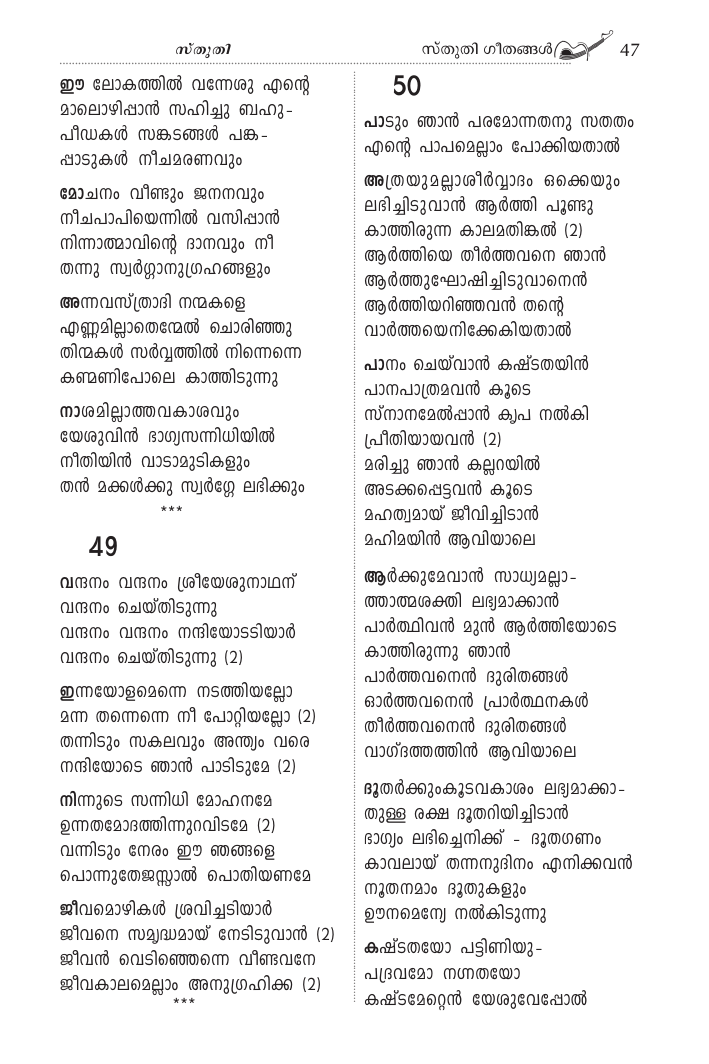 സ്തുതി
സ്തുതി ഗീതങ്ങൾ 47
ഈ ലോകത്തിൽ വന്നേശു എന്റെ
മാലൊഴിപ്പാൻ സഹിച്ചു ബഹു-
പീഡകൾ സങ്കടങ്ങൾ പങ്ക-
പ്പാടുകൾ നീചമരണവും
മോചനം വീണ്ടും ജനനവും
നീചപാപിയെന്നിൽ വസിപ്പാൻ
നിന്നാത്മാവിന്റെ ദാനവും നീ
തന്നു സ്വർഗ്ഗാനുഗ്രഹങ്ങളും
അന്നവസ്ത്രാദി നന്മകളെ
എണ്ണമില്ലാതെന്മേൽ ചൊരിഞ്ഞു
തിന്മകൾ സർവ്വത്തിൽ നിന്നെന്നെ
കണ്മണിപോലെ കാത്തിടുന്നു
നാശമില്ലാത്തവകാശവും
യേശുവിൻ ഭാഗ്യസന്നിധിയിൽ
നീതിയിൻ വാടാമുടികളും
തൻ മക്കൾക്കു സ്വർഗ്ഗേ ലഭിക്കും
***
49
വന്ദനം വന്ദനം ശ്രീയേശുനാഥന്
വന്ദനം ചെയ്തിടുന്നു
വന്ദനം വന്ദനം നന്ദിയോടടിയാർ
വന്ദനം ചെയ്തിടുന്നു (2)
ഇന്നയോളമെന്നെ നടത്തിയല്ലോ
മന്ന തന്നെന്നെ നീ പോറ്റിയല്ലോ (2)
തന്നിടും സകലവും അന്ത്യം വരെ
നന്ദിയോടെ ഞാൻ പാടിടുമേ (2)
നിന്നുടെ സന്നിധി മോഹനമേ
ഉന്നതമോദത്തിന്നുറവിടമേ (2)
വന്നിടും നേരം ഈ ഞങ്ങളെ
പൊന്നുതേജസ്സാൽ പൊതിയണമേ
ജീവമൊഴികൾ ശ്രവിച്ചടിയാർ
ജീവനെ സമൃദ്ധമായ് നേടിടുവാൻ (2)
ജീവൻ വെടിഞ്ഞെന്നെ വീണ്ടവനേ
ജീവകാലമെല്ലാം അനുഗ്രഹിക്ക (2)
***
50
പാടും ഞാൻ പരമോന്നതനു സതതം
എന്റെ പാപമെല്ലാം പോക്കിയതാൽ
അത്രയുമല്ലാശീർവ്വാദം ഒക്കെയും
ലഭിച്ചിടുവാൻ ആർത്തി പൂണ്ടു
കാത്തിരുന്ന കാലമതിങ്കൽ (2)
ആർത്തിയെ തീർത്തവനെ ഞാൻ
ആർത്തുഘോഷിച്ചിടുവാനെൻ
ആർത്തിയറിഞ്ഞവൻ തന്റെ
വാർത്തയെനിക്കേകിയതാൽ
പാനം ചെയ്‌വാൻ കഷ്ടതയിൻ
പാനപാത്രമവൻ കൂടെ
സ്നാനമേൽപ്പാൻ കൃപ നൽകി
പ്രീതിയായവൻ (2)
മരിച്ചു ഞാൻ കല്ലറയിൽ
അടക്കപ്പെട്ടവൻ കൂടെ
മഹത്വമായ് ജീവിച്ചിടാൻ
മഹിമയിൻ ആവിയാലെ
ആർക്കുമേവാൻ സാധ്യമല്ലാ-
ത്താത്മശക്തി ലഭ്യമാക്കാൻ
പാർത്ഥിവൻ മുൻ ആർത്തിയോടെ
കാത്തിരുന്നു ഞാൻ
പാർത്തവനെൻ ദുരിതങ്ങൾ
ഓർത്തവനെൻ പ്രാർത്ഥനകൾ
തീർത്തവനെൻ ദുരിതങ്ങൾ
വാഗ്ദത്തത്തിൻ ആവിയാലെ
ദൂതർക്കുംകൂടവകാശം ലഭ്യമാക്കാ-
തുള്ള രക്ഷ ദൂതറിയിച്ചിടാൻ
ഭാഗ്യം ലഭിച്ചെനിക്ക് - ദൂതഗണം
കാവലായ് തന്നനുദിനം എനിക്കവൻ
നൂതനമാം ദൂതുകളും
ഊനമെന്യേ നൽകിടുന്നു
കഷ്ടതയോ പട്ടിണിയു-
പദ്രവമോ നഗ്നതയോ
കഷ്ടമേറ്റെൻ യേശുവേപ്പോൽ